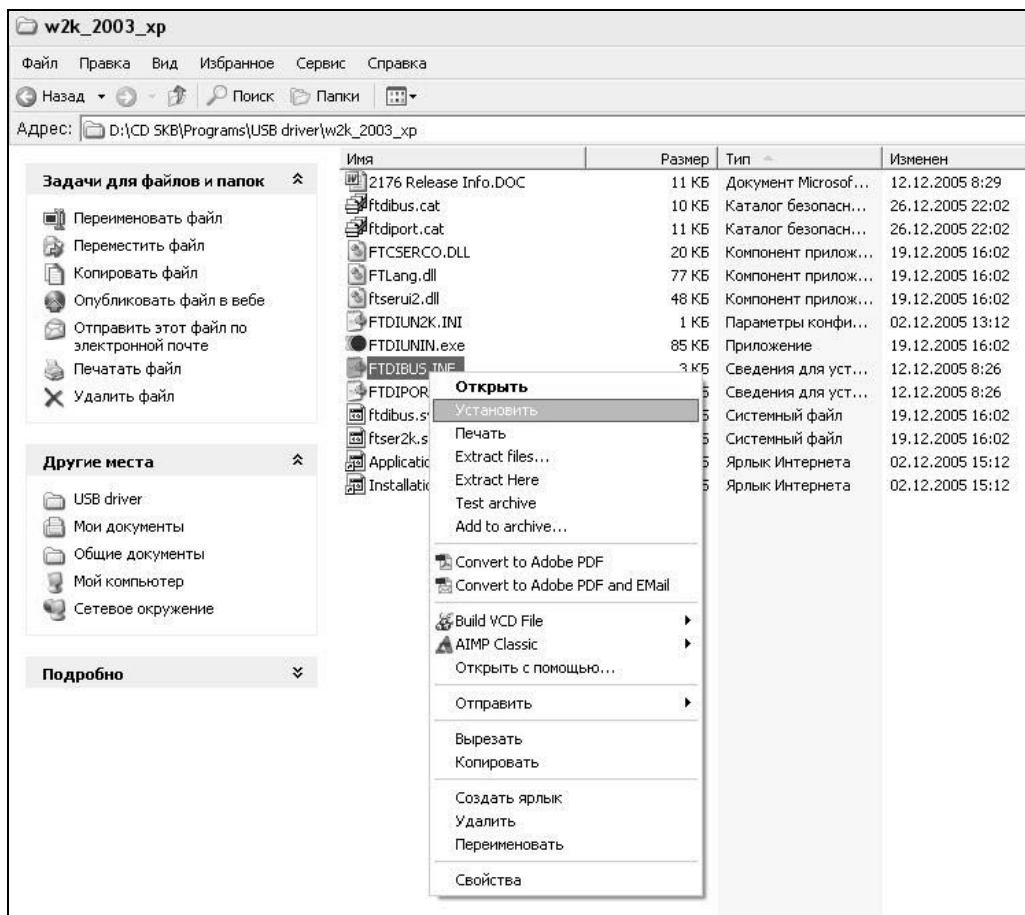 w2k_2003_xp
Файл Правка Вид Избранное Сервис Справка
Назад Поиск Папки
Адрес: D:\CD SKB\Programs\USB driver\w2k_2003_xp
Задачи для файлов и папок
Переименовать файл
Переместить файл
Копировать файл
Опубликовать файл в вебе
Отправить этот файл по
электронной почте
Печатать файл
Удалить файл
Другие места
USB driver
Мои документы
Общие документы
Мой компьютер
Сетевое окружение
Подробно
Имя Размер Тип Изменен
2176 Release Info.DOC 11 КБ Документ Microsof... 12.12.2005 8:29
ftdibus.cat 10 КБ Каталог безопасн... 26.12.2005 22:02
ftdiport.cat 11 КБ Каталог безопасн... 26.12.2005 22:02
FTCSERCO.DLL 20 КБ Компонент прилож... 19.12.2005 16:02
FTLang.dll 77 КБ Компонент прилож... 19.12.2005 16:02
ftserui2.dll 48 КБ Компонент прилож... 19.12.2005 16:02
FTDIUN2K.INI 1 КБ Параметры конфи... 02.12.2005 13:12
FTDIUNIN.exe 85 КБ Приложение 19.12.2005 16:02
FTDIBUS.INF 3 КБ Сведения для уст... 12.12.2005 8:26
FTDIPOR Б Сведения для уст... 12.12.2005 8:26
ftdibus.s Б Системный файл 19.12.2005 16:02
ftser2k.s Б Системный файл 19.12.2005 16:02
Applicatio Б Ярлык Интернета 02.12.2005 15:12
Installatio Б Ярлык Интернета 02.12.2005 15:12
Открыть
Установить
Печать
Extract files...
Extract Here
Test archive
Add to archive...
Convert to Adobe PDF
Convert to Adobe PDF and EMail
Build VCD File
AIMP Classic
Открыть с помощью...
Отправить
Вырезать
Копировать
Создать ярлык
Удалить
Переименовать
Свойства